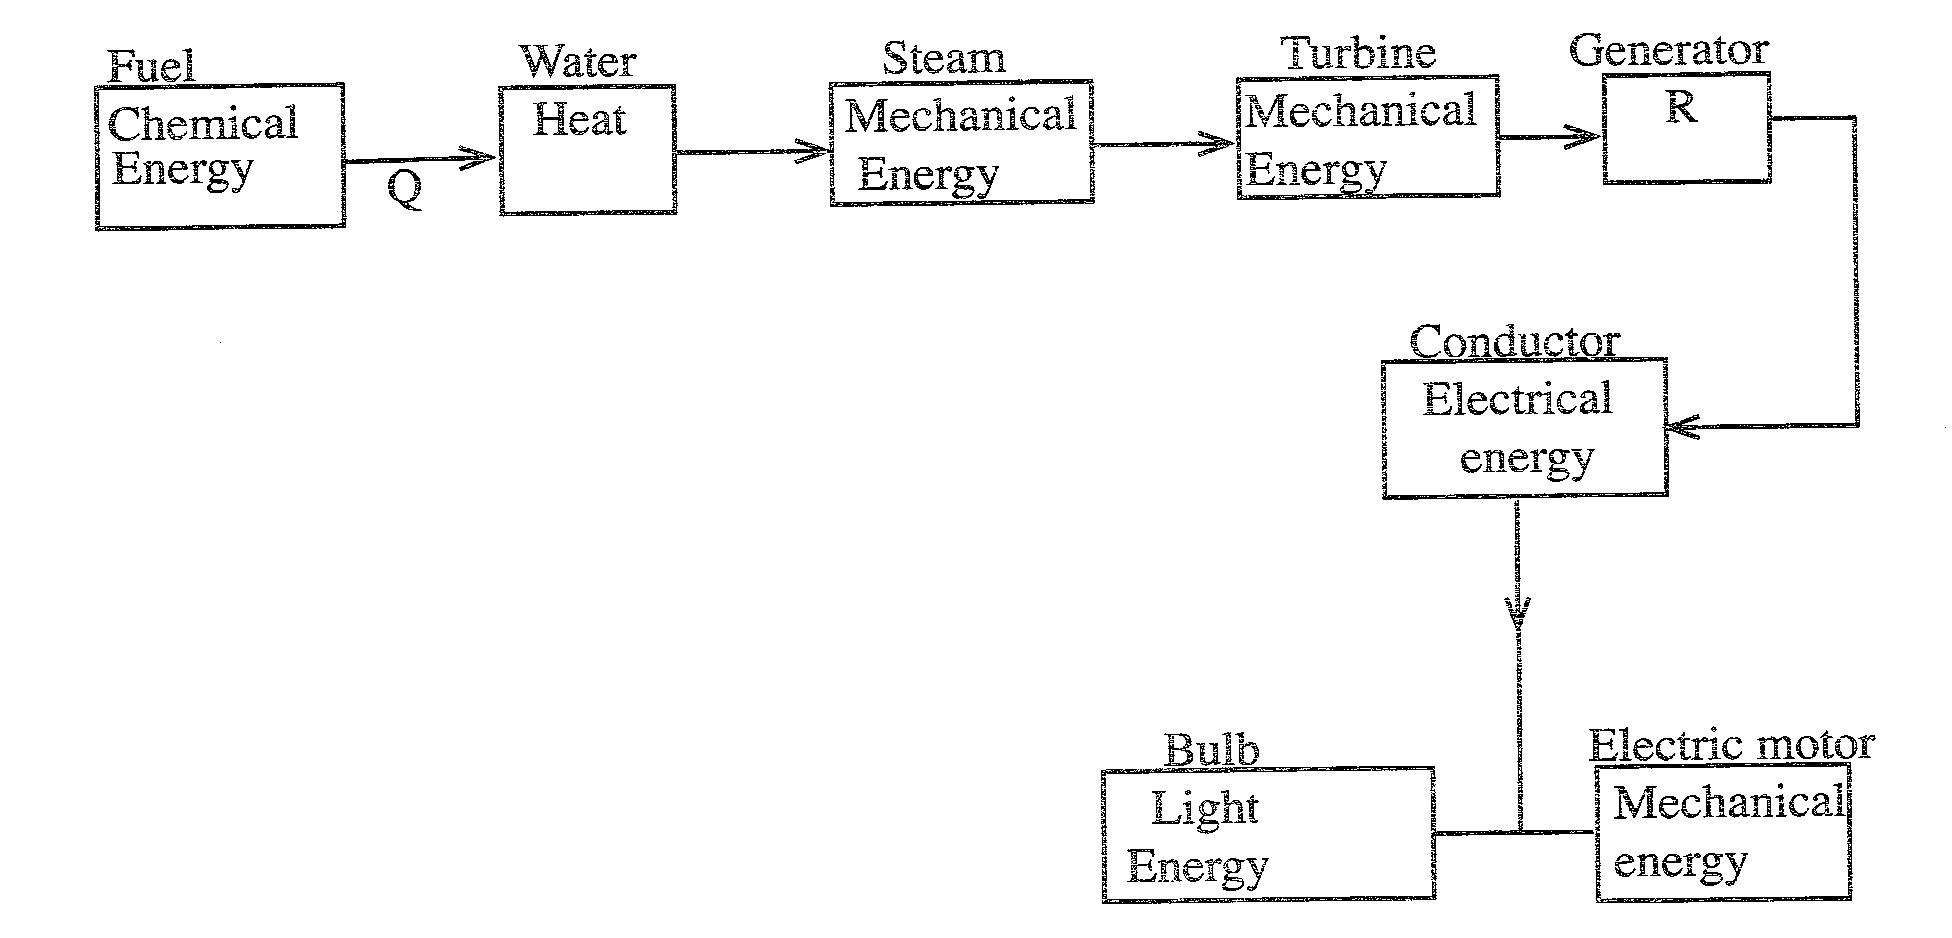 Fuel
Chemical
Energy
Q
Water
Heat
Steam
Mechanical
Energy
Turbine
Mechanical
Energy
Generator
R
Conductor
Electrical
energy
Bulb
Light
Energy
Electric motor
Mechanical
energy